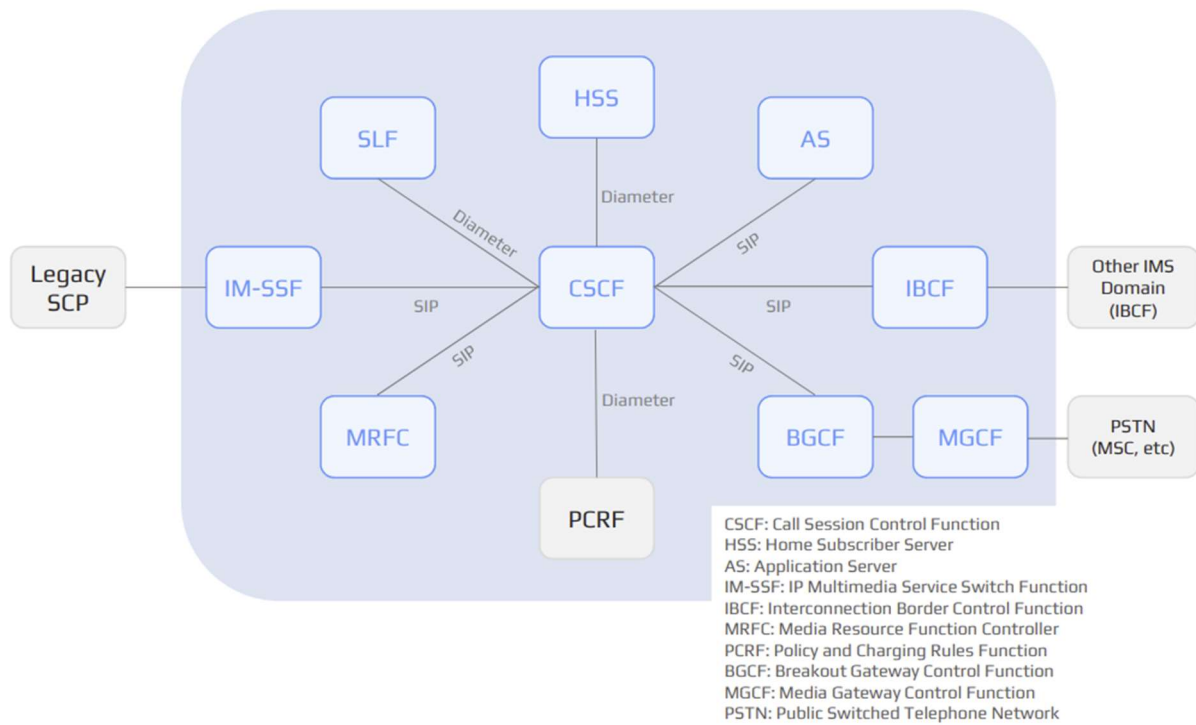 HSS
SLF
AS
Diameter
Diameter
SIP
Legacy
SCP
IM-SSF
CSCF
IBCF
Other IMS
Domain
(IBCF)
SIP
SIP
SIP
SIP
MRFC
Diameter
BGCF
MGCF
PSTN
(MSC, etc)
PCRF
CSCF: Call Session Control Function
HSS: Home Subscriber Server
AS: Application Server
IM-SSF: IP Multimedia Service Switch Function
IBCF: Interconnection Border Control Function
MRFC: Media Resource Function Controller
PCRF: Policy and Charging Rules Function
BGCF: Breakout Gateway Control Function
MGCF: Media Gateway Control Function
PSTN: Public Switched Telephone Network